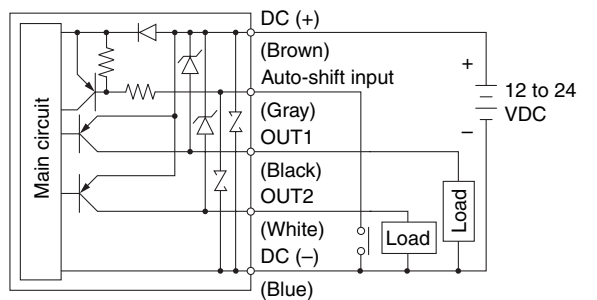 DC (+)
(Brown)
Auto-shift input
(Gray)
OUT1
(Black)
OUT2
(White)
DC (–)
(Blue)
Main circuit
Load
Load
+
12 to 24
VDC
–